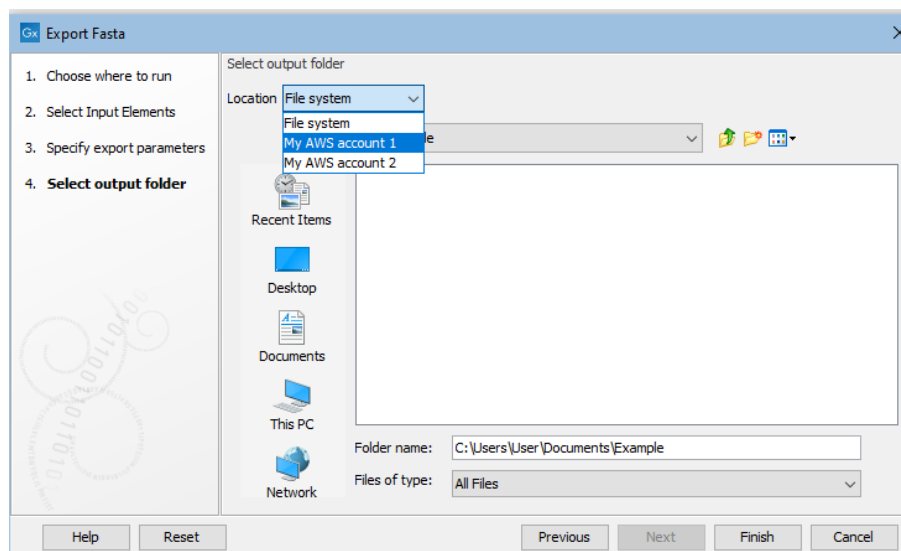 Gx Export Fasta
1. Choose where to run
2. Select Input Elements
3. Specify export parameters
4. Select output folder
Select output folder
Location File system
File system
My AWS account 1
My AWS account 2
Recent Items
Desktop
Documents
This PC
Network
Folder name: C:\Users\User\Documents\Example
Files of type: All Files
Help Reset Previous Next Finish Cancel